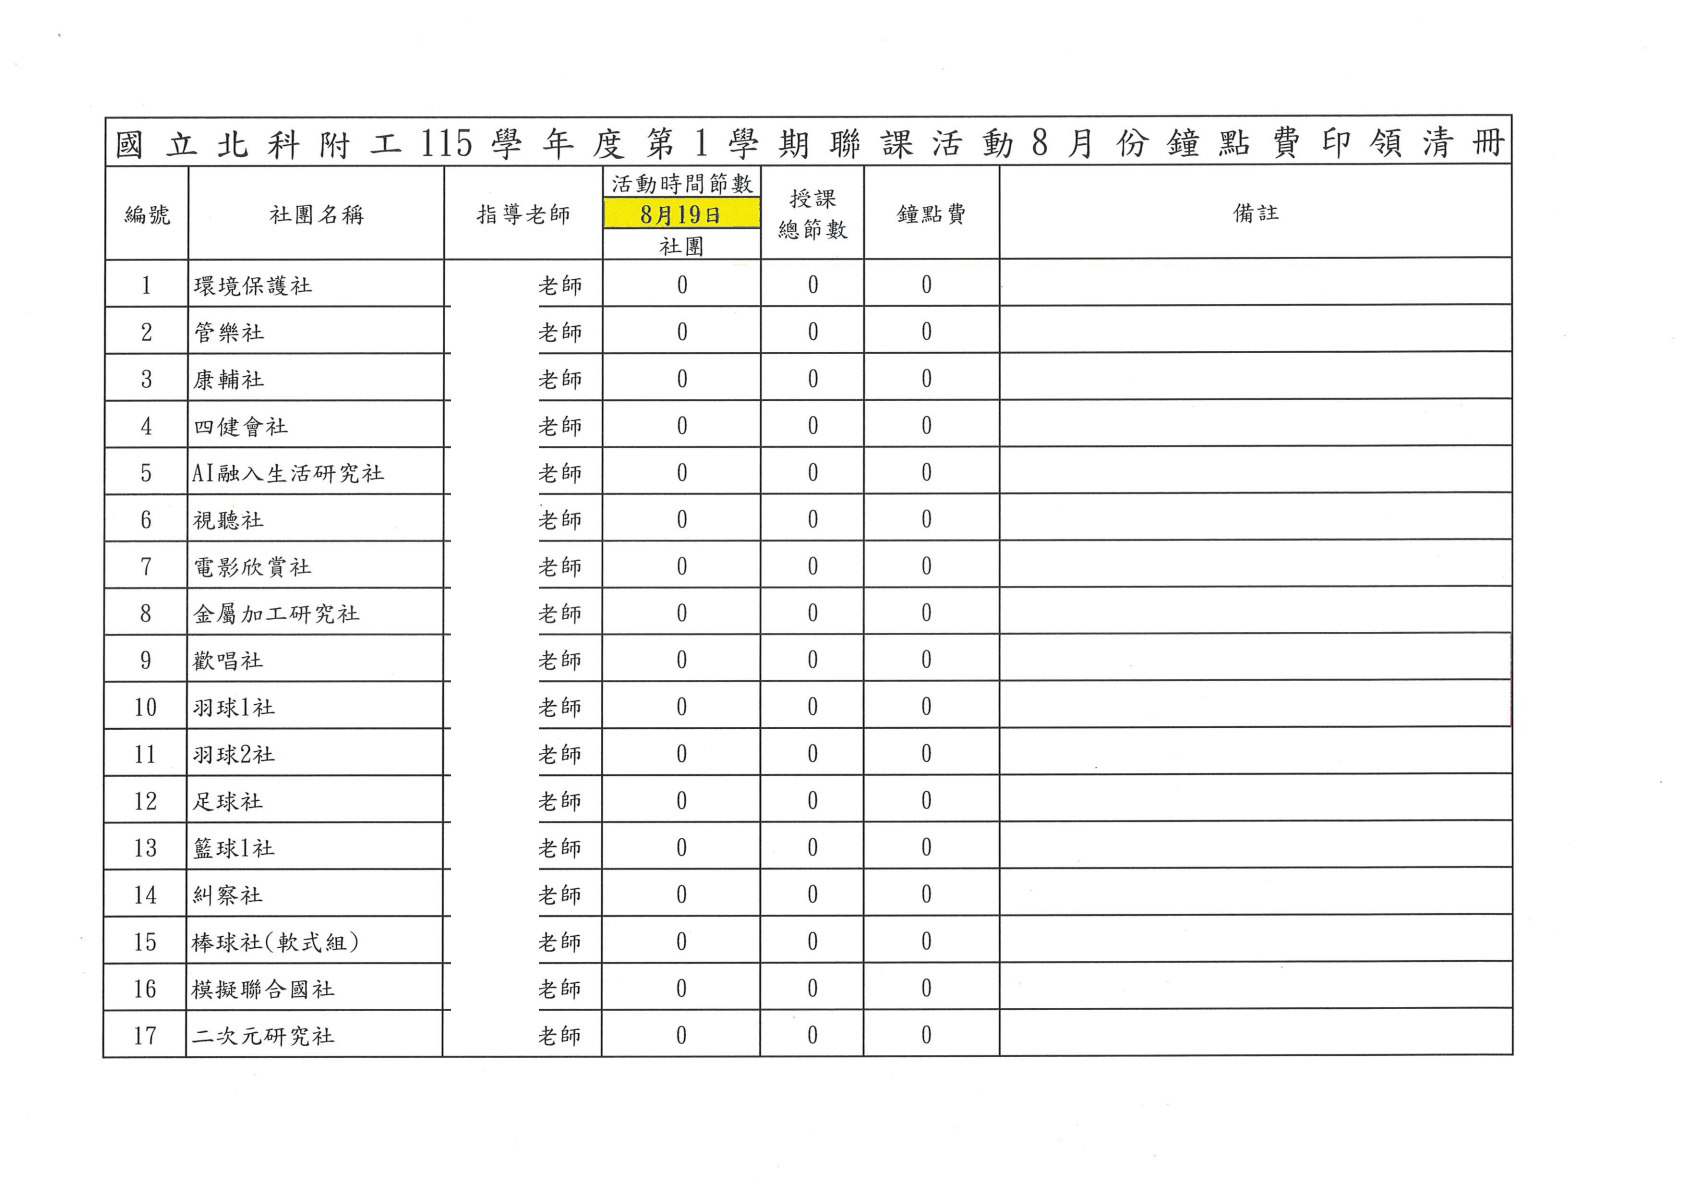 國立北科附工115學年度第1學期聯課活動8月份鐘點費印領清冊
編號 社團名稱 指導老師 活動時間節數 8月19日 社團 授課總節數 鐘點費 備註
1 環境保護社 老師 0 0 0
2 管樂社 老師 0 0 0
3 康輔社 老師 0 0 0
4 四健會社 老師 0 0 0
5 AI融入生活研究社 老師 0 0 0
6 視聽社 老師 0 0 0
7 電影欣賞社 老師 0 0 0
8 金屬加工研究社 老師 0 0 0
9 歡唱社 老師 0 0 0
10 羽球1社 老師 0 0 0
11 羽球2社 老師 0 0 0
12 足球社 老師 0 0 0
13 籃球1社 老師 0 0 0
14 糾察社 老師 0 0 0
15 棒球社(軟式組) 老師 0 0 0
16 模擬聯合國社 老師 0 0 0
17 二次元研究社 老師 0 0 0